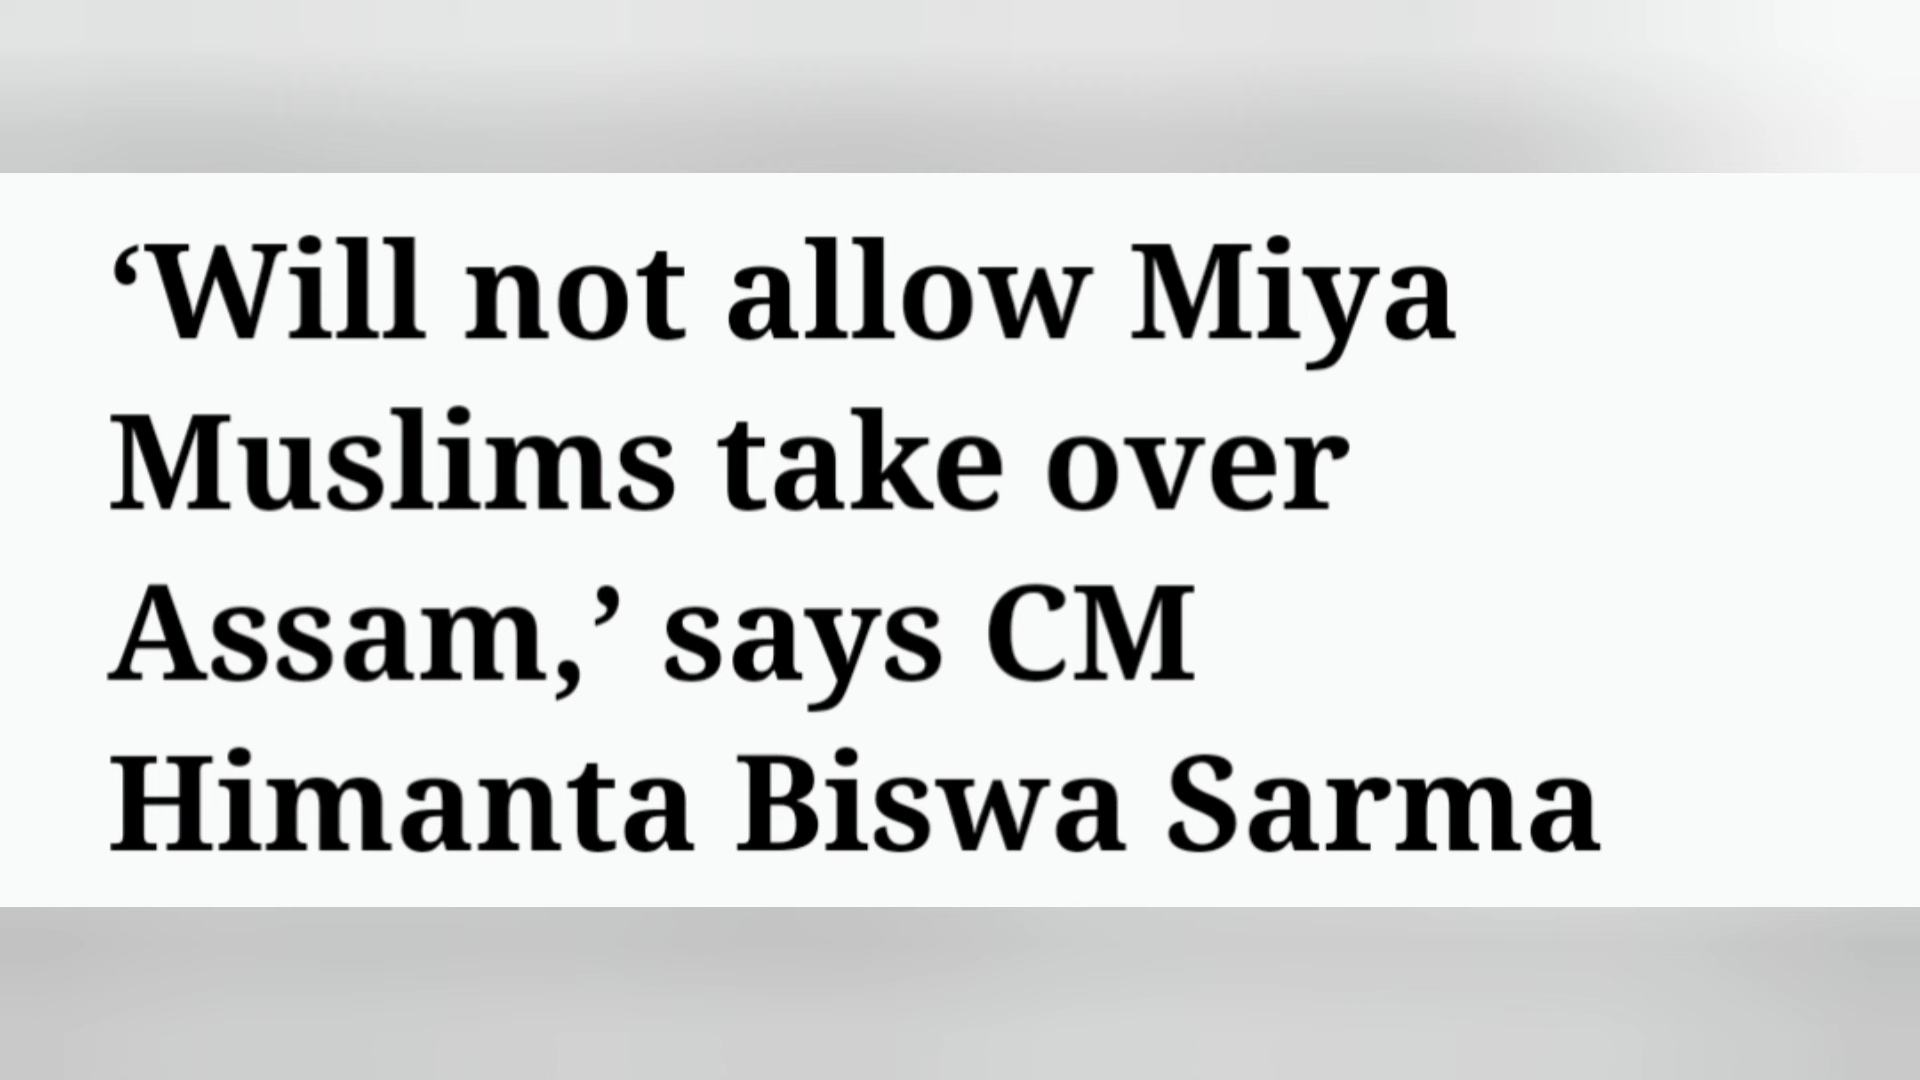 ‘Will not allow Miya
Muslims take over
Assam,’ says CM
Himanta Biswa Sarma